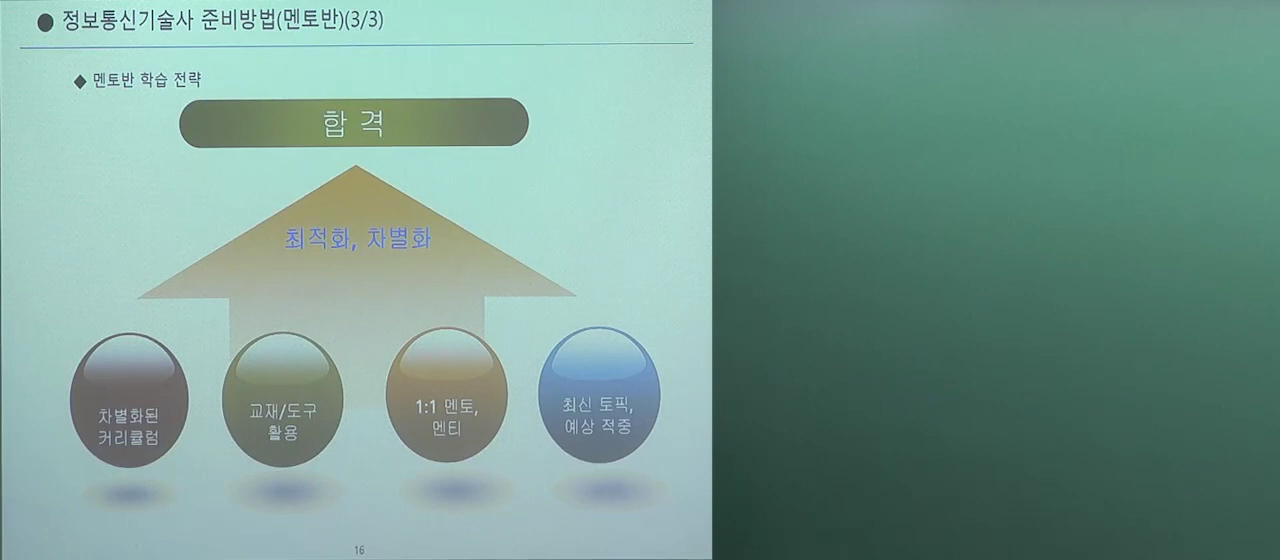 ● 정보통신기술사 준비방법(멘토반)(3/3)
◆ 멘토반 학습 전략
합 격
최적화, 차별화
차별화된
커리큘럼
교재/도구
활용
1:1 멘토,
멘티
최신 토픽,
예상 적중
16